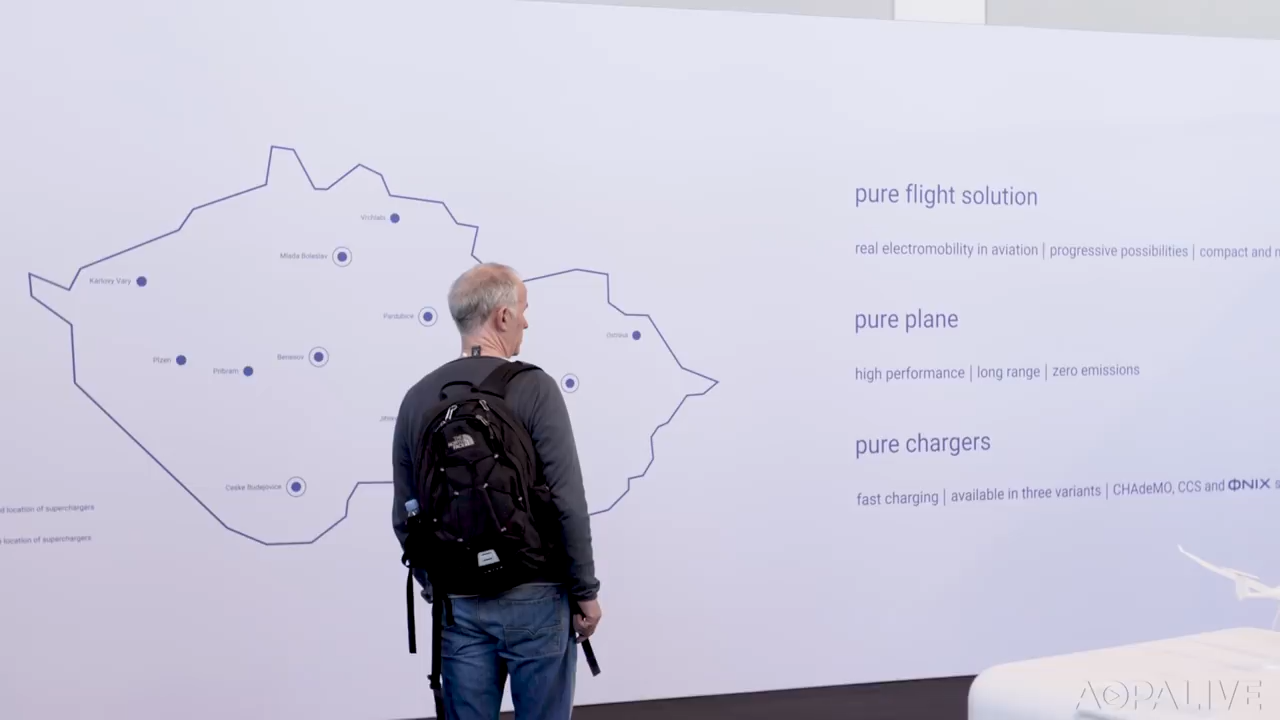 Vrchlabí
Mladá Boleslav
Karlovy Vary
Pardubice
Ostrava
Benešov
Plzeň
Příbram
České Budějovice
d location of superchargers
location of superchargers
pure flight solution
real electromobility in aviation | progressive possibilities | compact and
pure plane
high performance | long range | zero emissions
pure chargers
fast charging | available in three variants | CHAdeMO, CCS and ΦNIX
THE NORTH FACE
AOPA LIVE